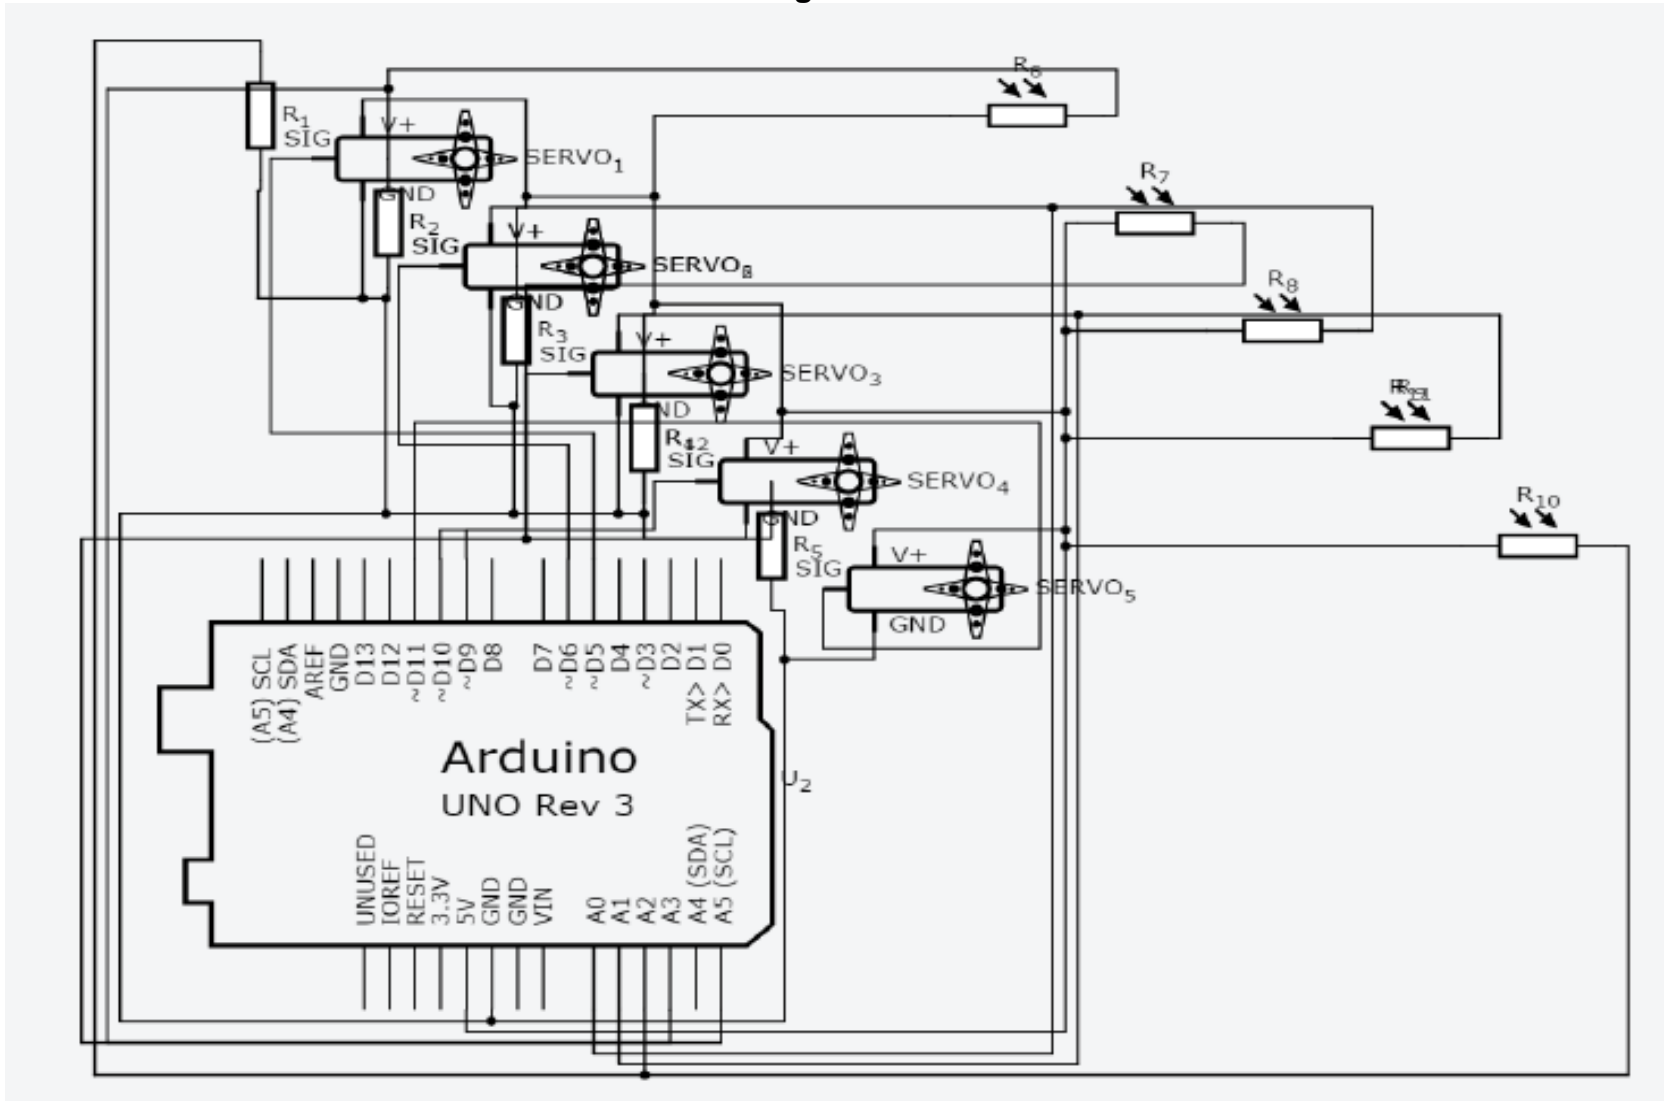 R6
R1
SIG
V+
SERVO1
GND
R7
R2
SIG
V+
GND
R8
R3
SIG
V+
SERVO3
ND
SIG
V+
SERVO4
GND
R10
R5
SIG
V+
SERVO5
GND
(A5) SCL
(A4) SDA
AREF
GND
D13
D12
~D11
~D10
~D9
D8
D7
~D6
~D5
D4
~D3
D2
TX> D1
RX> D0
Arduino
UNO Rev 3
U2
UNUSED
IOREF
RESET
3.3V
5V
GND
GND
VIN
A0
A1
A2
A3
A4 (SDA)
A5 (SCL)